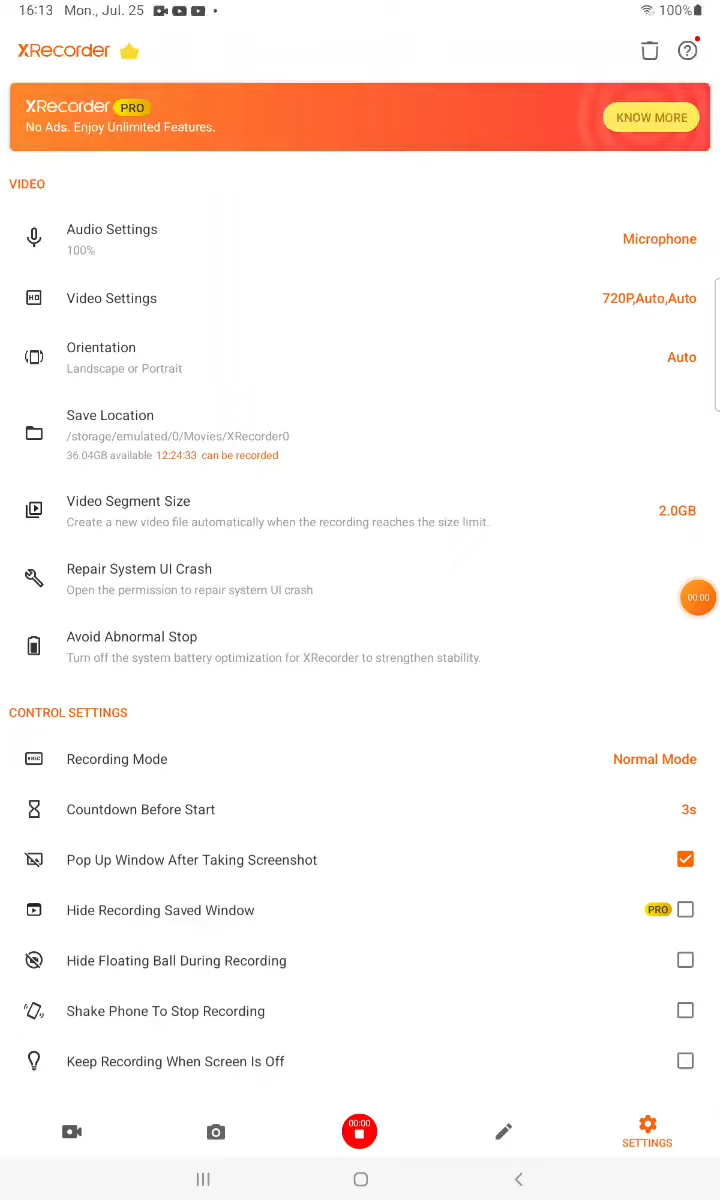 16:13 Mon., Jul. 25 100%
XRecorder
XRecorder PRO
No Ads. Enjoy Unlimited Features.
KNOW MORE
VIDEO
Audio Settings
100%
Microphone
HD
Video Settings
720P,Auto,Auto
Orientation
Landscape or Portrait
Auto
Save Location
/storage/emulated/0/Movies/XRecorder0
36.04GB available 12:24:33 can be recorded
Video Segment Size
Create a new video file automatically when the recording reaches the size limit.
2.0GB
Repair System UI Crash
Open the permission to repair system UI crash
00:00
Avoid Abnormal Stop
Turn off the system battery optimization for XRecorder to strengthen stability.
CONTROL SETTINGS
REC
Recording Mode
Normal Mode
Countdown Before Start
3s
Pop Up Window After Taking Screenshot
Hide Recording Saved Window
PRO
Hide Floating Ball During Recording
Shake Phone To Stop Recording
Keep Recording When Screen Is Off
00:00
SETTINGS